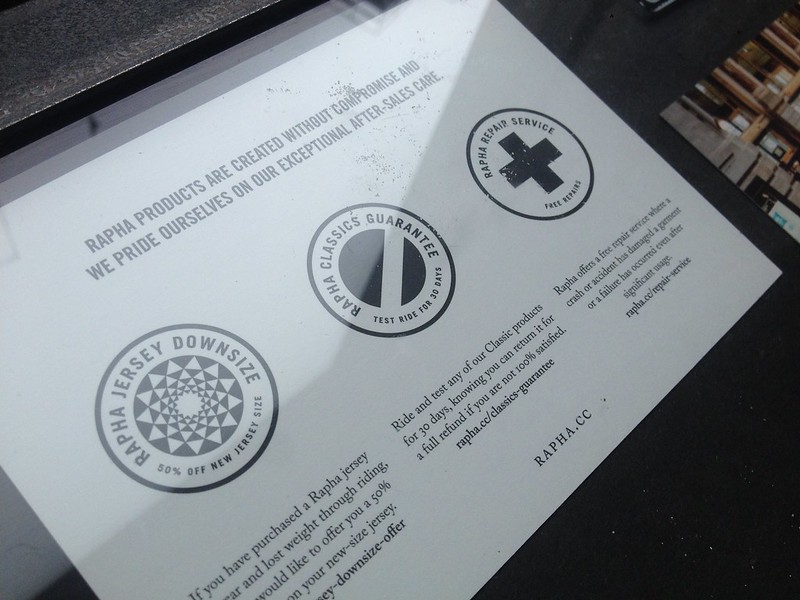 RAPHA PRODUCTS ARE CREATED WITHOUT COMPROMISE AND
WE PRIDE OURSELVES ON OUR EXCEPTIONAL AFTER-SALES CARE.
RAPHA JERSEY DOWNSIZE
50% OFF NEW JERSEY SIZE
If you have purchased a Rapha jersey
and lost weight through riding,
would like to offer you a 50%
on your new-size jersey.
-downsize-offer
RAPHA CLASSICS GUARANTEE
TEST RIDE FOR 30 DAYS
Ride and test any of our Classic products
for 30 days, knowing you can return it for
a full refund if you are not 100% satisfied.
rapha.cc/classics-guarantee
RAPHA REPAIR SERVICE
FREE REPAIRS
Rapha offers a free repair service where a
crash or accident has damaged a garment
or a failure has occurred even after
significant usage.
rapha.cc/repair-service
RAPHA.CC